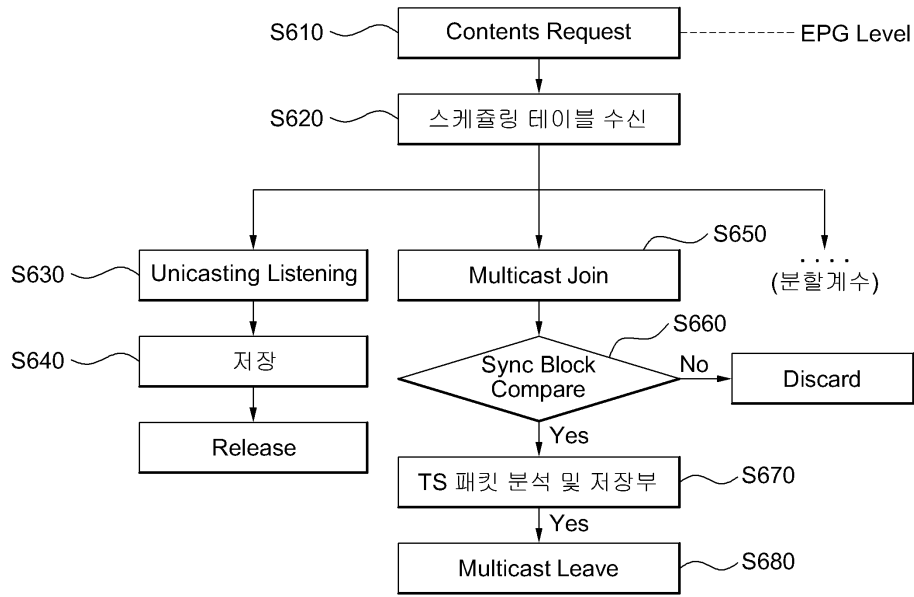 S610
Contents Request
EPG Level
S620
스케쥴링 테이블 수신
S630
Unicasting Listening
S650
Multicast Join
. . . .
(분할계수)
S640
저장
S660
Sync Block
Compare
No
Discard
Release
Yes
TS 패킷 분석 및 저장부
S670
Yes
Multicast Leave
S680